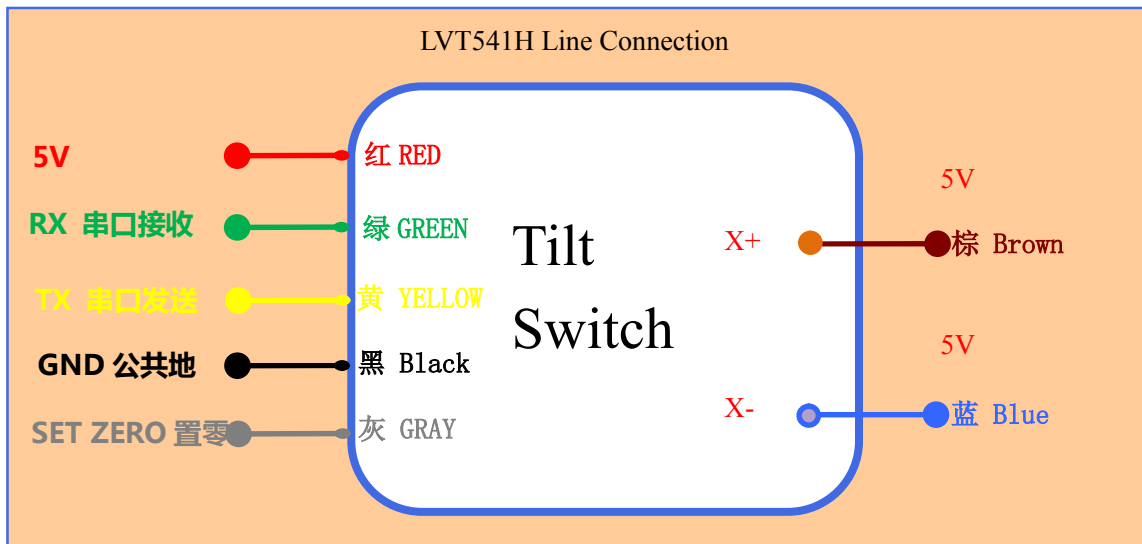 LVT541H Line Connection
5V
红 RED
RX 串口接收
绿 GREEN
TX 串口发送
黄 YELLOW
GND 公共地
黑 Black
SET ZERO 置零
灰 GRAY
Tilt
Switch
X+
5V
棕 Brown
X-
5V
蓝 Blue